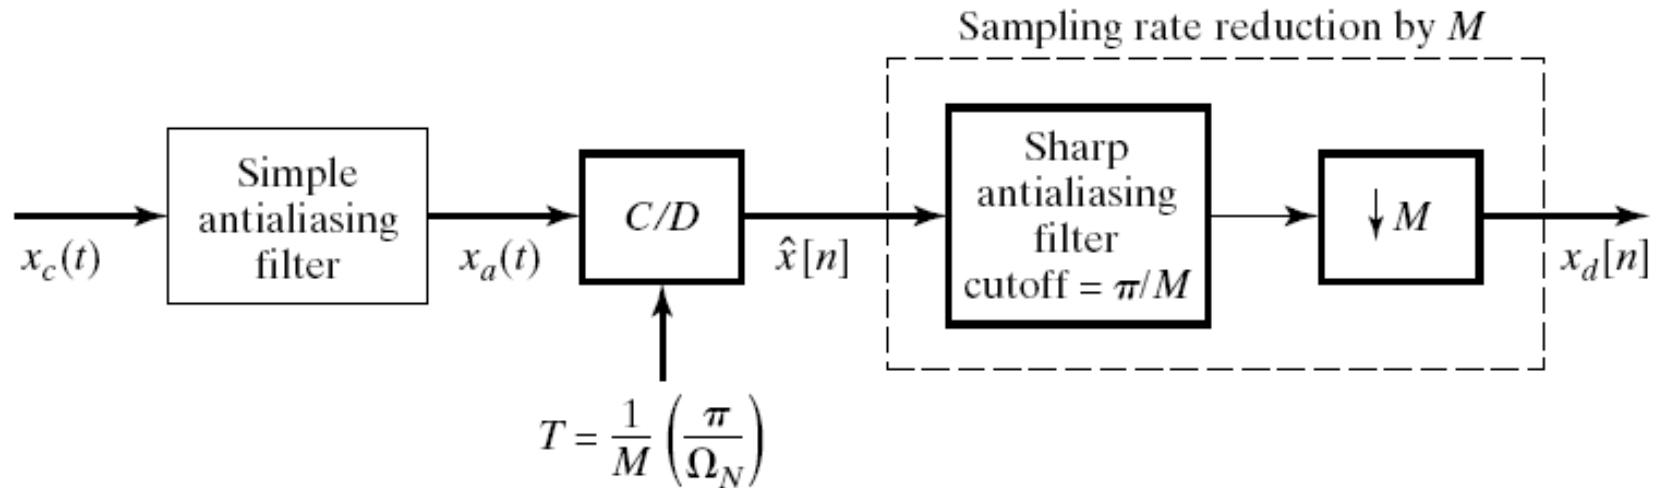 Sampling rate reduction by M
Simple
antialiasing
filter
C/D
Sharp
antialiasing
filter
cutoff = π/M
↓ M
x_c(t)
x_a(t)
x̂[n]
x_d[n]
T = 1/M (π/Ω_N)